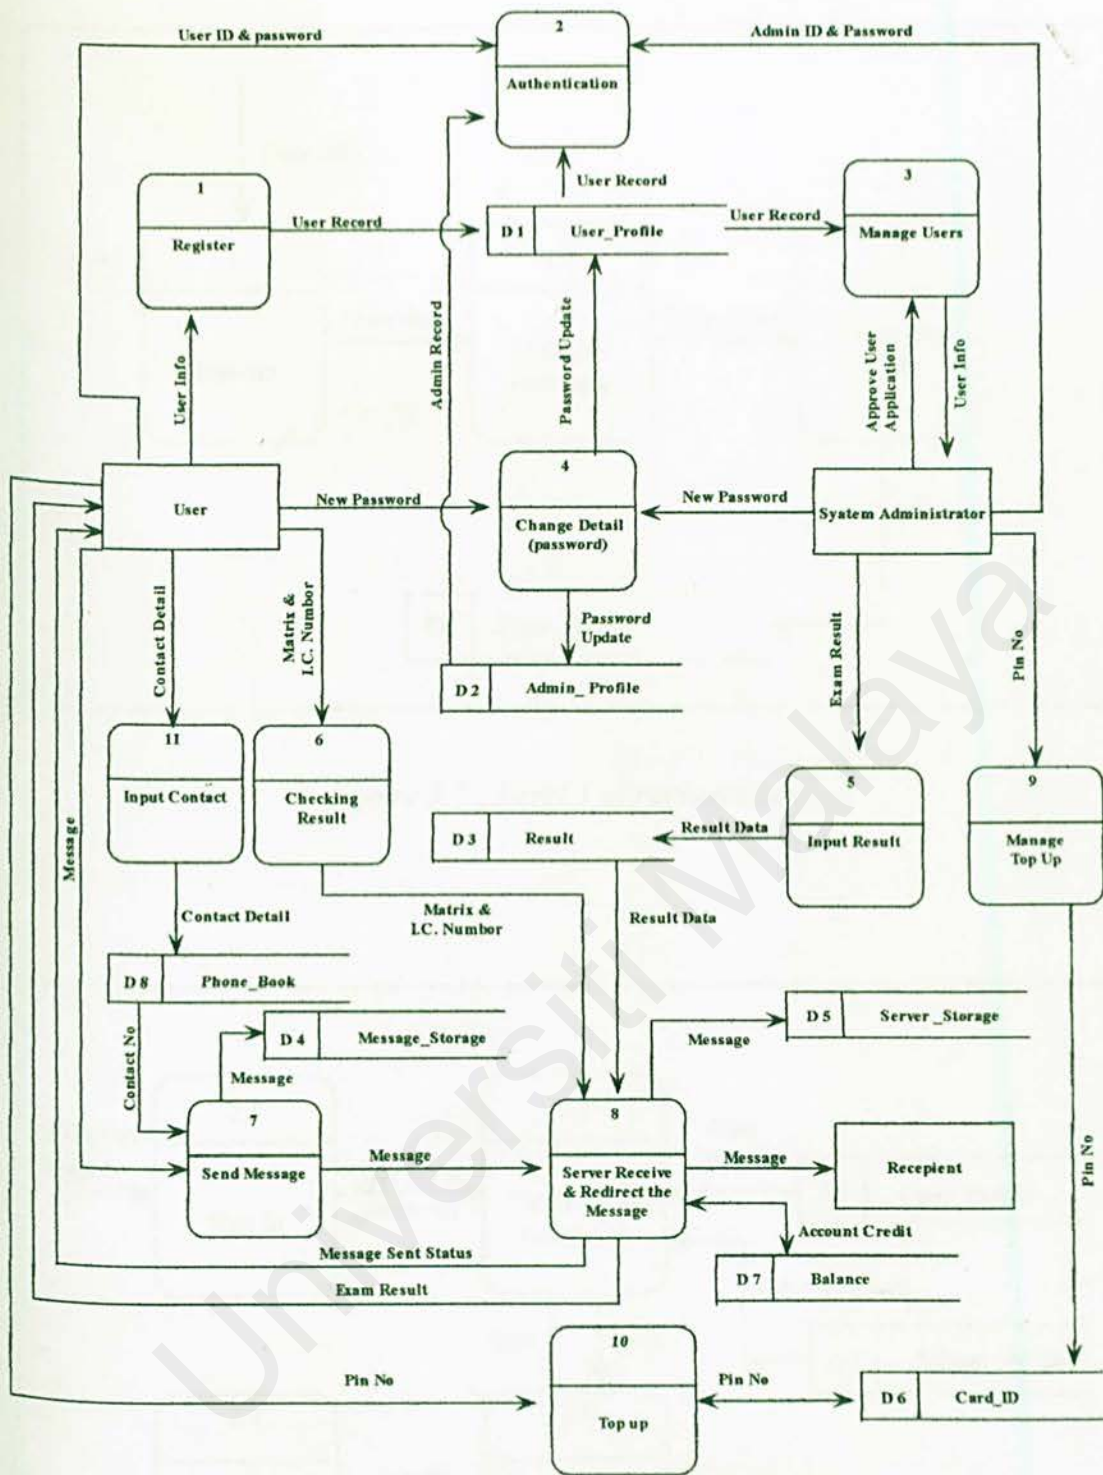 User ID & password
2
Admin ID & Password
Authentication
User Record
1
Register
User Record
D 1
User_Profile
User Record
3
Manage Users
User Info
Admin Record
Password Update
Approve User
Application
User Info
User
New Password
4
Change Detail
(password)
New Password
System Administrator
Contact Detail
Matrix &
I.C. Number
Password
Update
Exam Result
Pin No
D 2
Admin_ Profile
11
Input Contact
6
Checking
Result
5
Input Result
9
Manage
Top Up
Message
D 3
Result
Result Data
Contact Detail
Matrix &
I.C. Number
Result Data
D 8
Phone_Book
Contact No
D 4
Message_Storage
Message
D 5
Server _Storage
Message
7
Send Message
Message
8
Server Receive
& Redirect the
Message
Message
Recepient
Pin No
Message Sent Status
Account Credit
Exam Result
D 7
Balance
10
Top up
Pin No
Pin No
D 6
Card_ID
Universiti Malaya